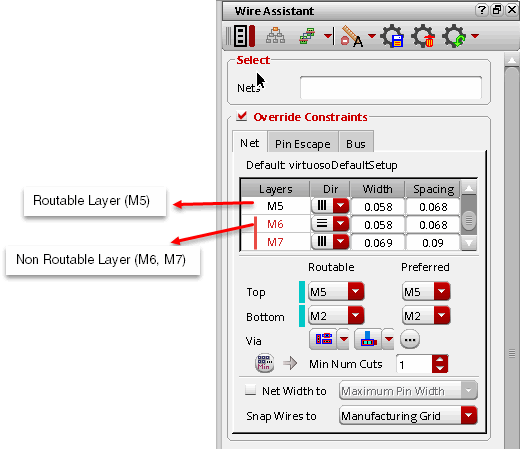 Wire Assistant
Select
Nets
Override Constraints
Net Pin Escape Bus
Default: virtuosoDefaultSetup
Layers Dir Width Spacing
Routable Layer (M5)
M5 0.058 0.068
M6 0.058 0.068
Non Routable Layer (M6, M7)
M7 0.069 0.09
Routable Preferred
Top M5 M5
Bottom M2 M2
Via ...
Min Min Num Cuts 1
Net Width to Maximum Pin Width
Snap Wires to Manufacturing Grid